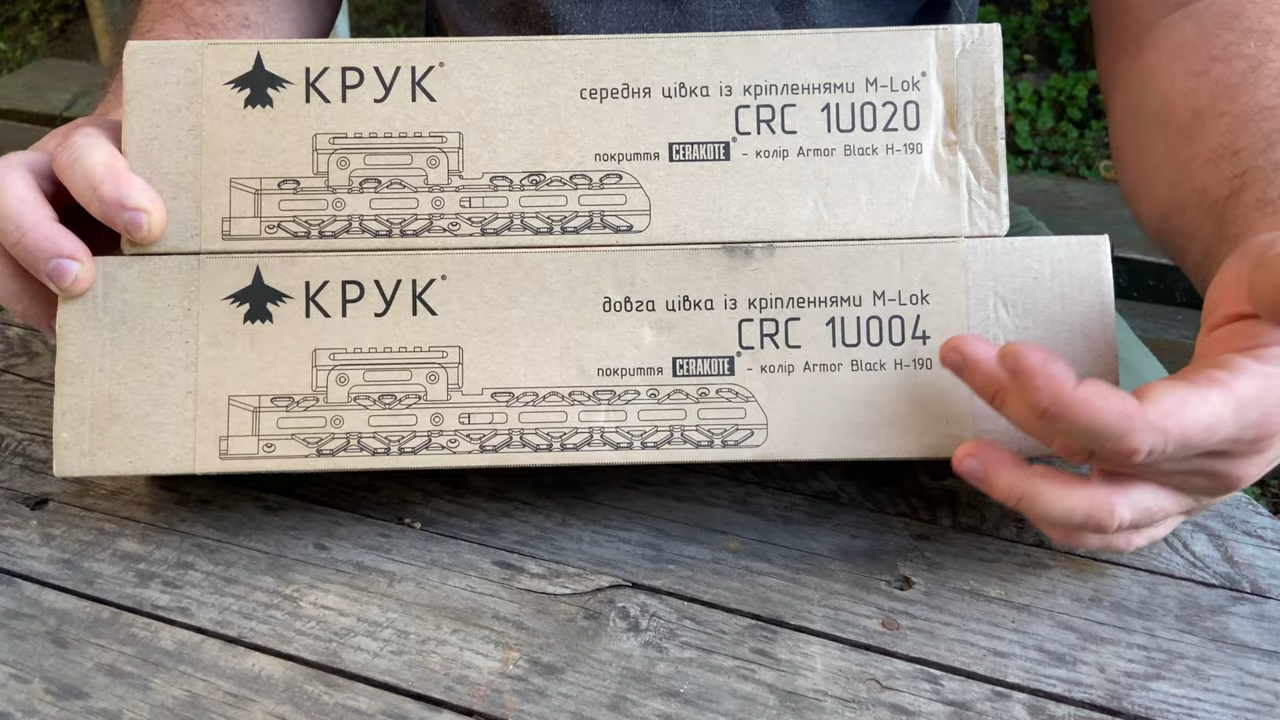 КРУК®
середня цівка із кріпленнями M-Lok®
CRC 1U020
покриття CERAKOTE® - колір Armor Black H-190
КРУК®
довга цівка із кріпленнями M-Lok
CRC 1U004
покриття CERAKOTE® - колір Armor Black H-190